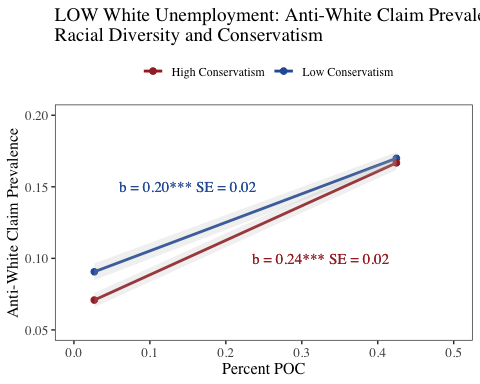 LOW White Unemployment: Anti-White Claim
Racial Diversity and Conservatism
High Conservatism
Low Conservatism
Anti-White Claim Prevalence
0.20
0.15
0.10
0.05
b = 0.20*** SE = 0.02
b = 0.24*** SE = 0.02
0.0
0.1
0.2
0.3
0.4
0.5
Percent POC